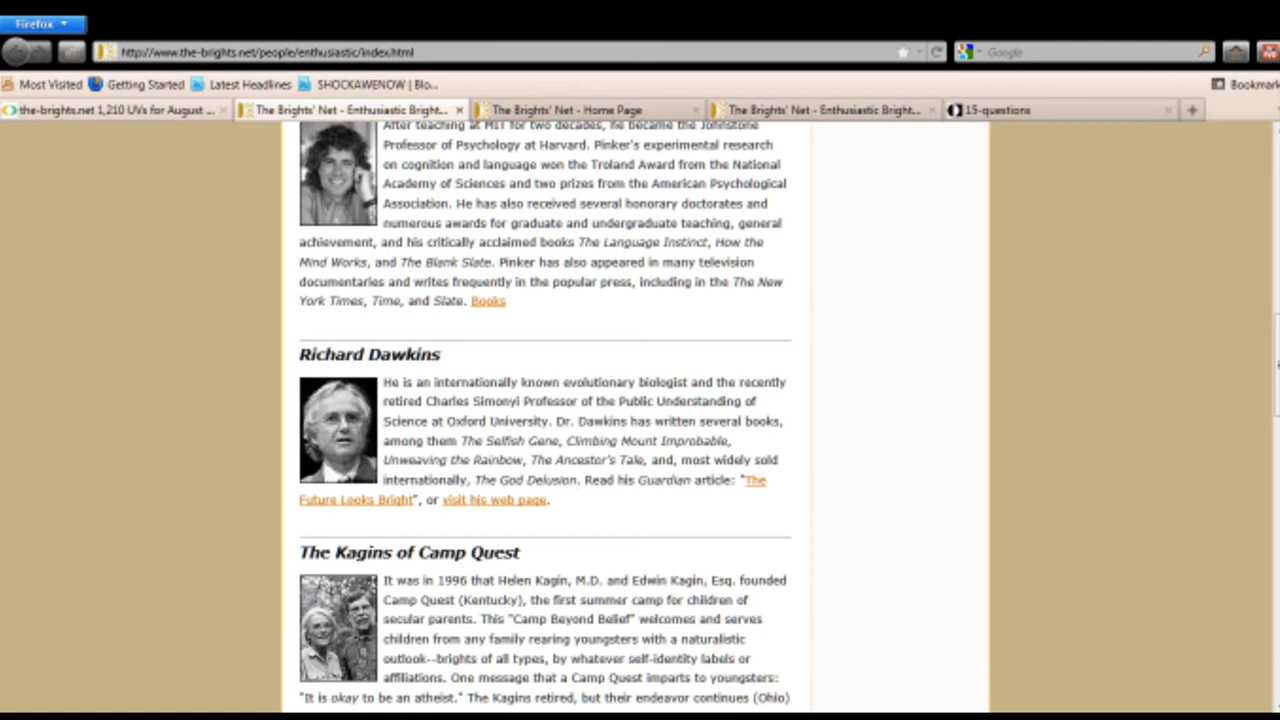 Firefox
http://www.the-brights.net/people/enthusiastic/index.html
Google
Most Visited Getting Started Latest Headlines SHOCKAWENOW | Blo... Bookmark
the-brights.net 1,210 UVs for August ... The Brights' Net - Enthusiastic Bright... The Brights' Net - Home Page The Brights' Net - Enthusiastic Bright... 15-questions
After teaching at MIT for two decades, he became the Johnstone
Professor of Psychology at Harvard. Pinker's experimental research
on cognition and language won the Troland Award from the National
Academy of Sciences and two prizes from the American Psychological
Association. He has also received several honorary doctorates and
numerous awards for graduate and undergraduate teaching, general
achievement, and his critically acclaimed books The Language Instinct, How the
Mind Works, and The Blank Slate. Pinker has also appeared in many television
documentaries and writes frequently in the popular press, including in the The New
York Times, Time, and Slate. Books
Richard Dawkins
He is an internationally known evolutionary biologist and the recently
retired Charles Simonyi Professor of the Public Understanding of
Science at Oxford University. Dr. Dawkins has written several books,
among them The Selfish Gene, Climbing Mount Improbable,
Unweaving the Rainbow, The Ancestor's Tale, and, most widely sold
internationally, The God Delusion. Read his Guardian article: "The
Future Looks Bright", or visit his web page.
The Kagins of Camp Quest
It was in 1996 that Helen Kagin, M.D. and Edwin Kagin, Esq. founded
Camp Quest (Kentucky), the first summer camp for children of
secular parents. This "Camp Beyond Belief" welcomes and serves
children from any family rearing youngsters with a naturalistic
outlook--brights of all types, by whatever self-identity labels or
affiliations. One message that a Camp Quest imparts to youngsters:
"It is okay to be an atheist." The Kagins retired, but their endeavor continues (Ohio)